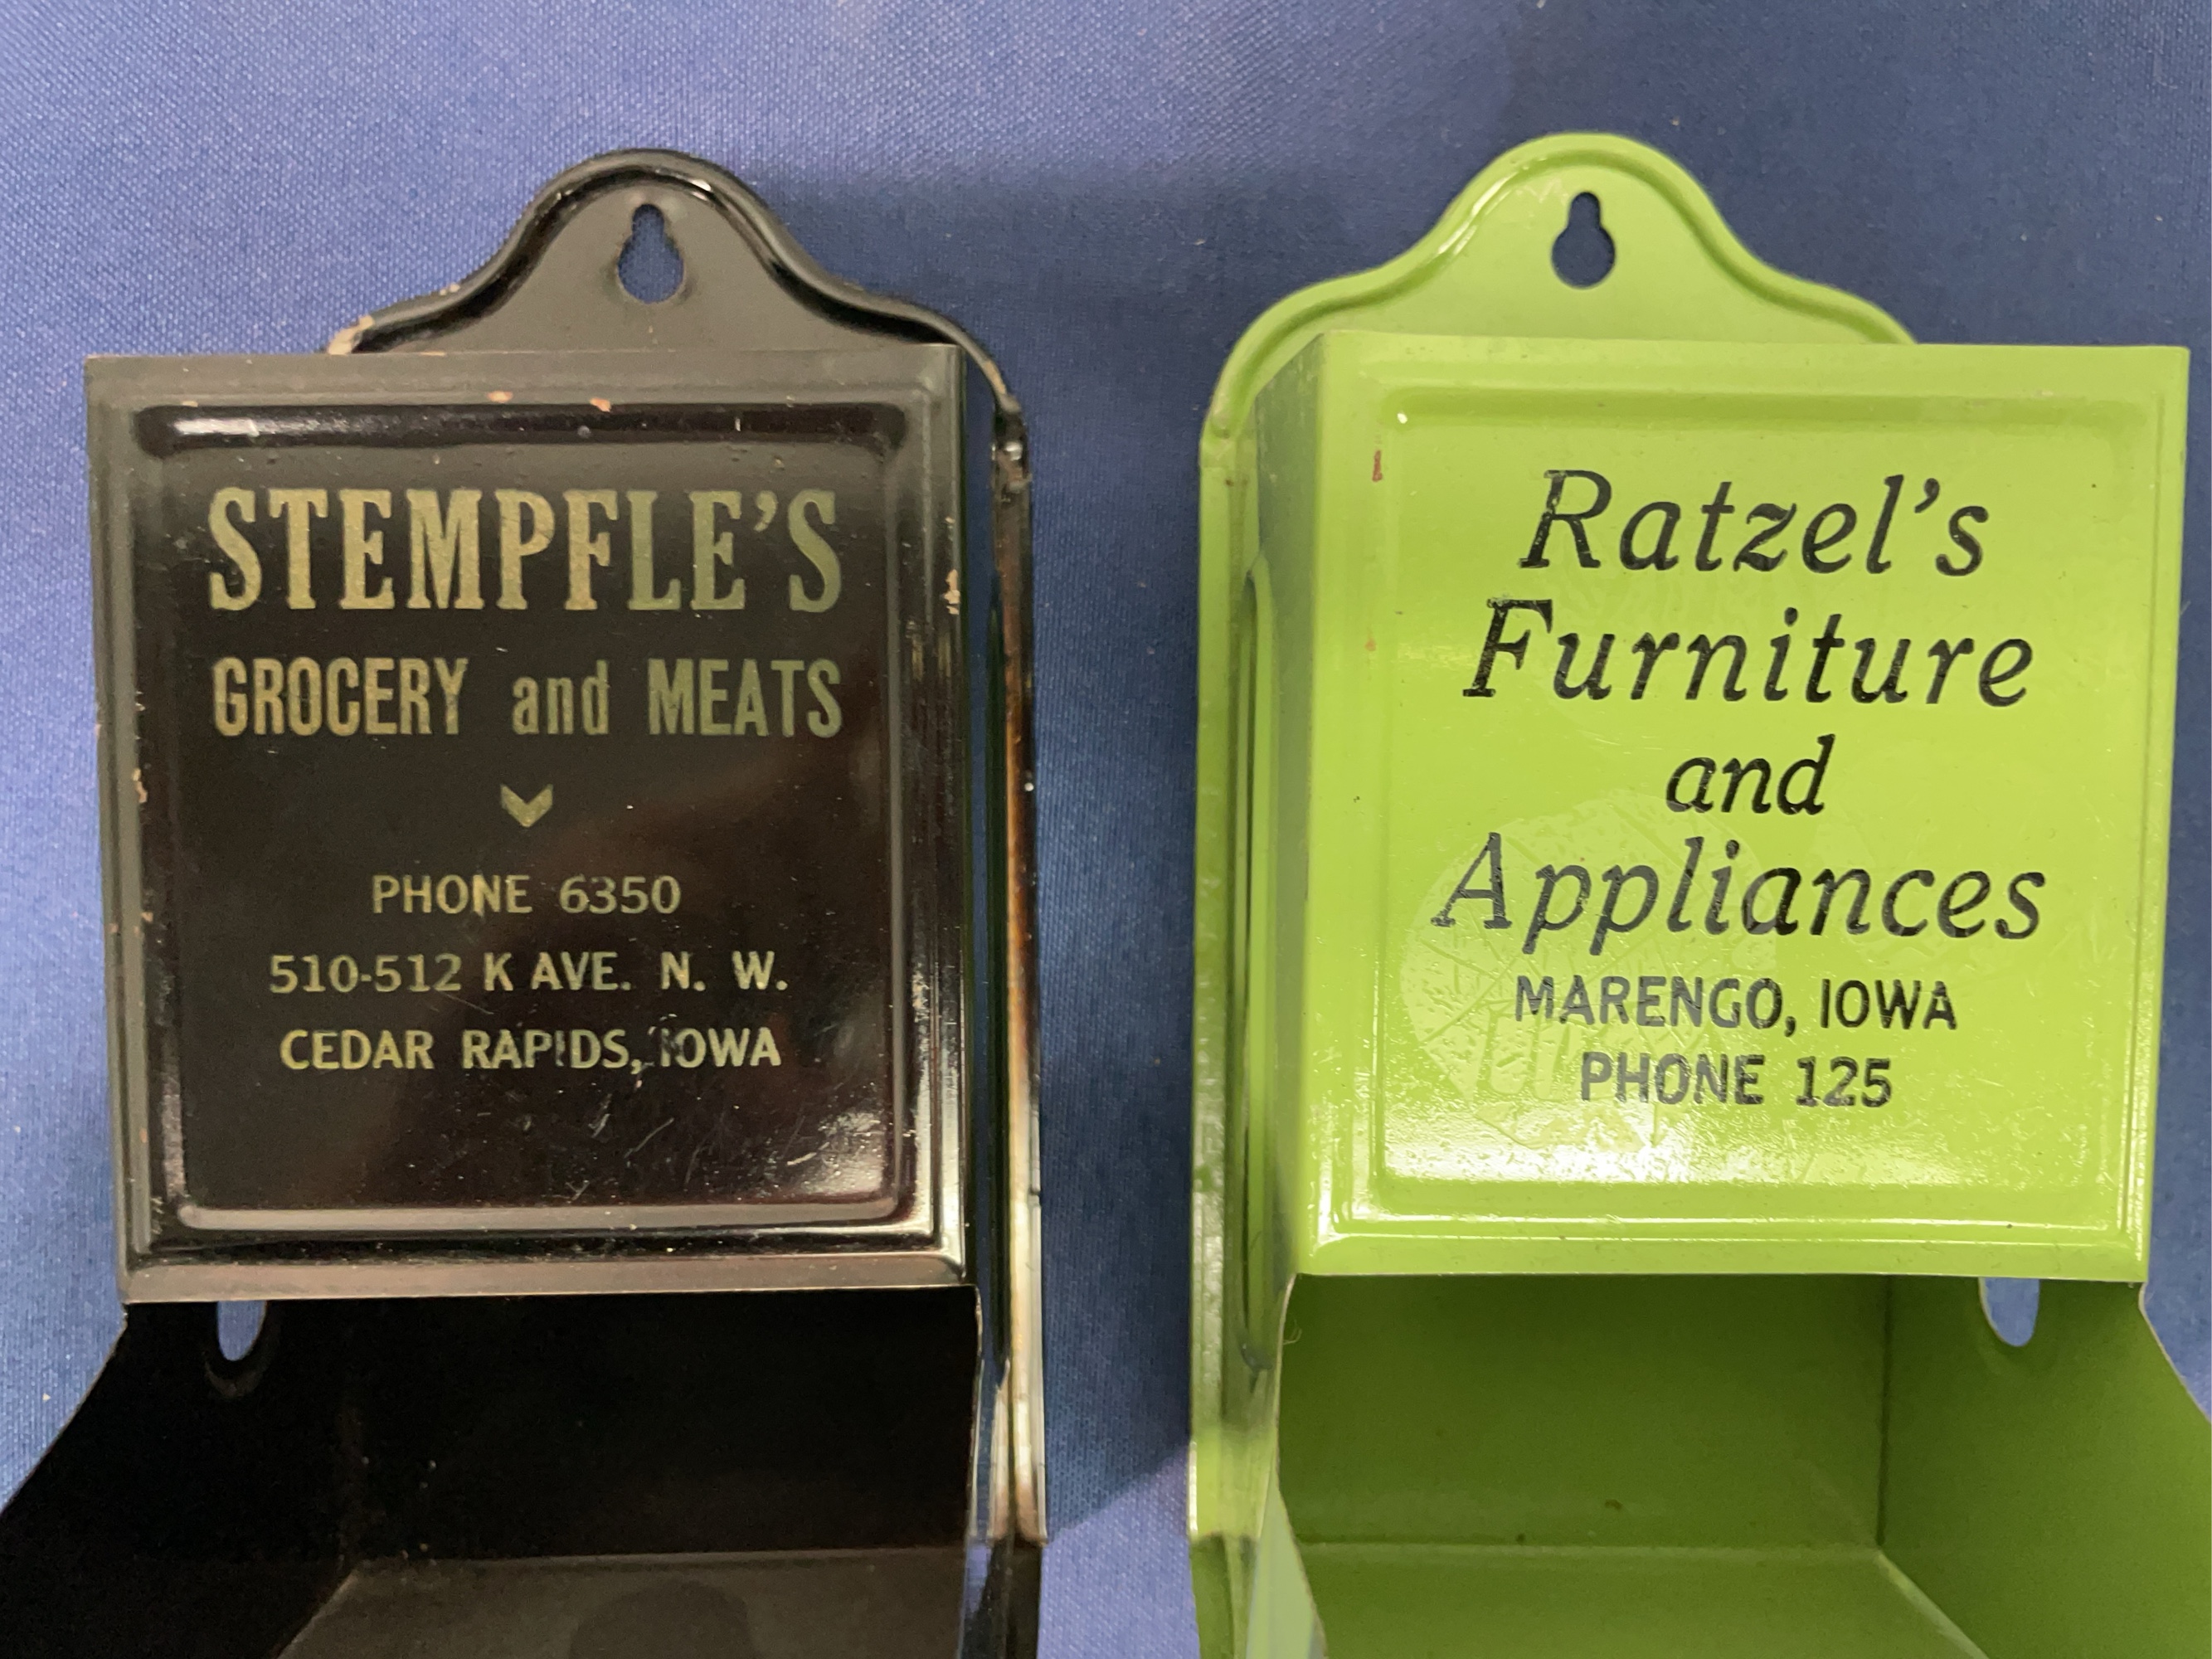 STEMPFLE'S
GROCERY and MEATS
PHONE 6350
510-512 K AVE. N. W.
CEDAR RAPIDS, IOWA
Ratzel's
Furniture
and
Appliances
MARENGO, IOWA
PHONE 125